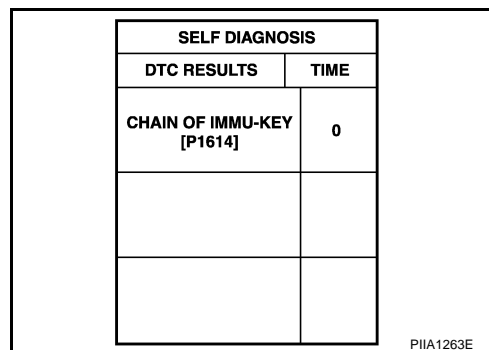 SELF DIAGNOSIS
DTC RESULTS TIME
CHAIN OF IMMU-KEY 0
[P1614]
PIIA1263E